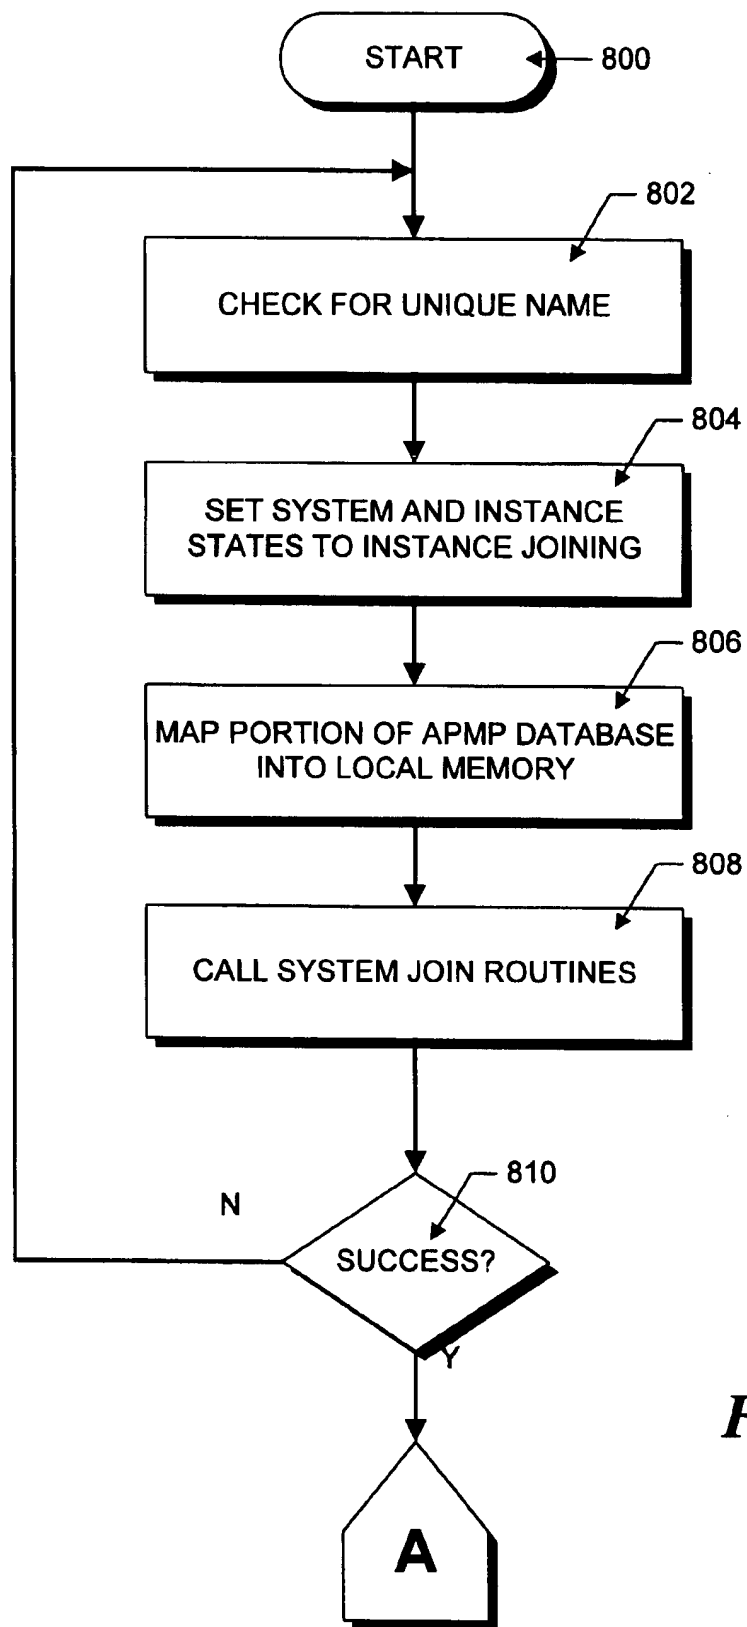 START
800
802
CHECK FOR UNIQUE NAME
804
SET SYSTEM AND INSTANCE
STATES TO INSTANCE JOINING
806
MAP PORTION OF APMP DATABASE
INTO LOCAL MEMORY
808
CALL SYSTEM JOIN ROUTINES
810
N
SUCCESS?
Y
A